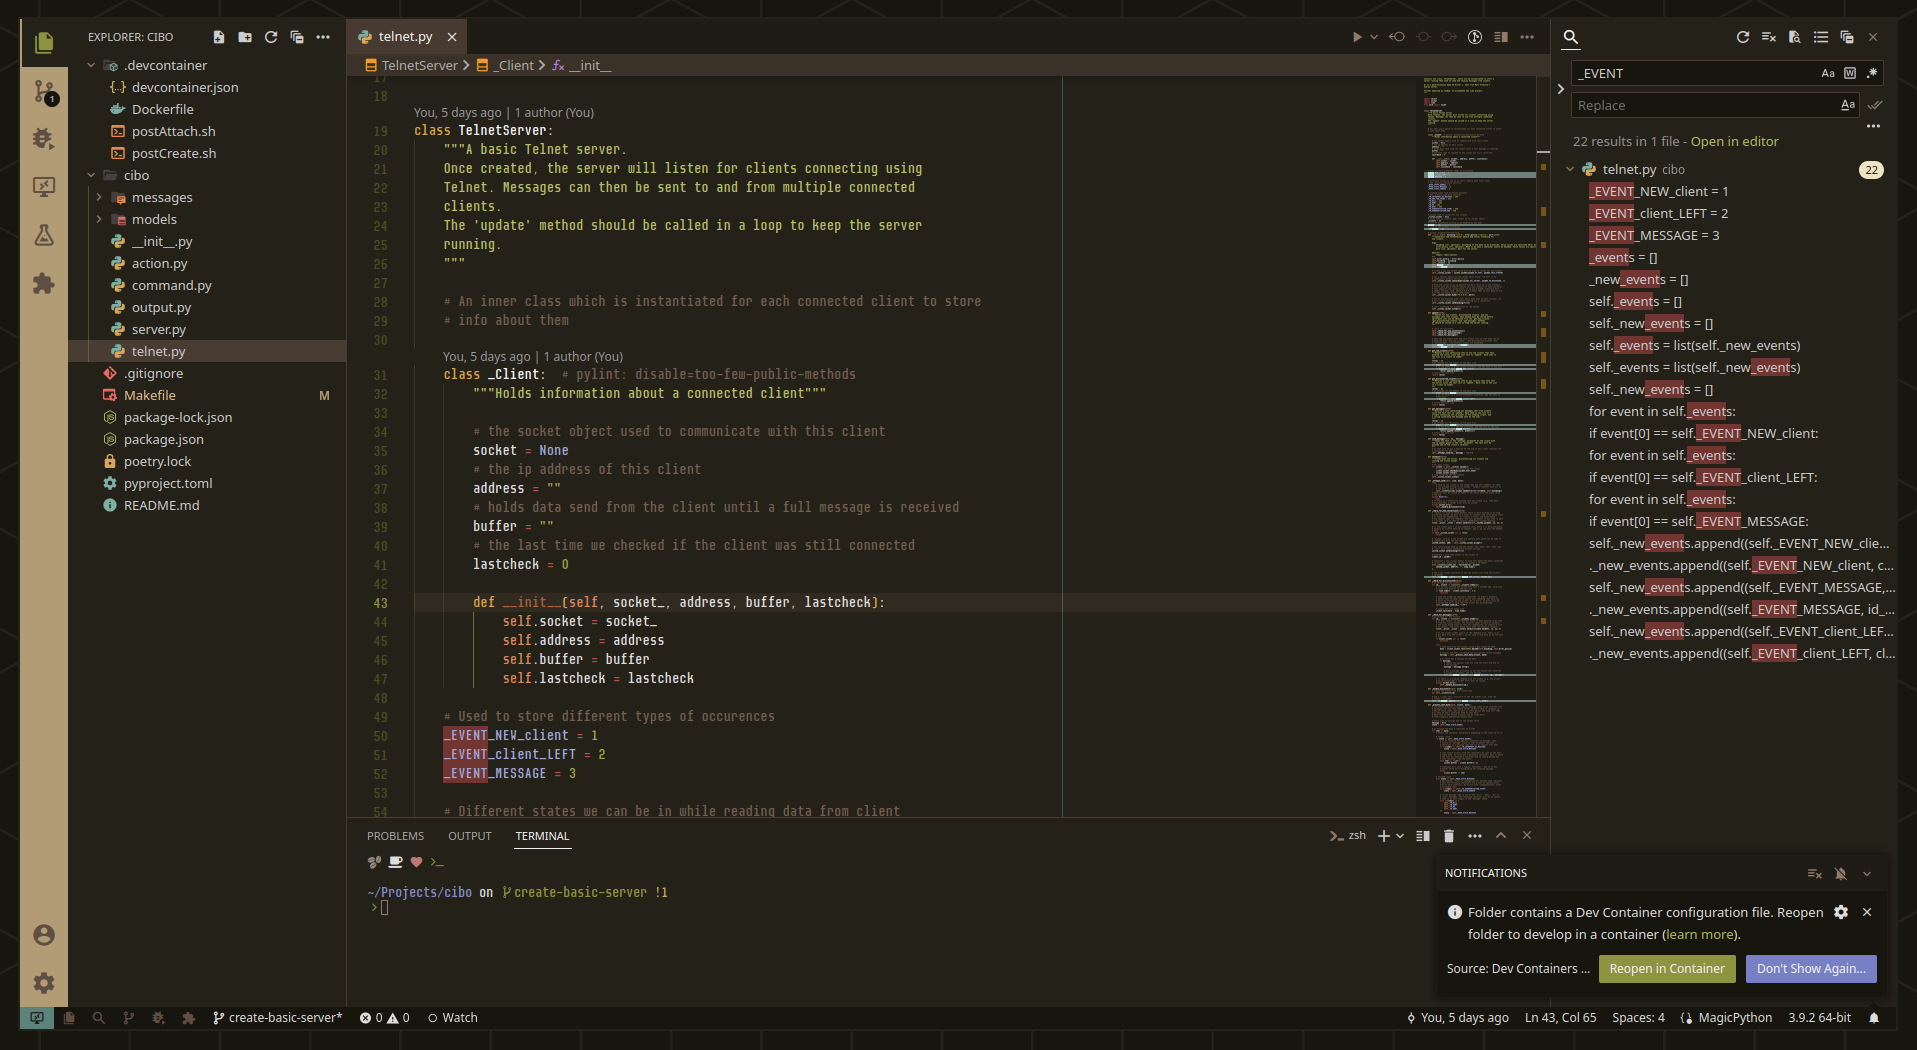 EXPLORER: CIBO
.devcontainer
devcontainer.json
Dockerfile
postAttach.sh
postCreate.sh
cibo
messages
models
__init__.py
action.py
command.py
output.py
server.py
telnet.py
.gitignore
Makefile M
package-lock.json
package.json
poetry.lock
pyproject.toml
README.md
1
telnet.py
TelnetServer > _Client > __init__
17
18
You, 5 days ago | 1 author (You)
19 class TelnetServer:
20 """A basic Telnet server.
21 Once created, the server will listen for clients connecting using
22 Telnet. Messages can then be sent to and from multiple connected
23 clients.
24 The 'update' method should be called in a loop to keep the server
25 running.
26 """
27
28 # An inner class which is instantiated for each connected client to store
29 # info about them
30
You, 5 days ago | 1 author (You)
31 class _Client: # pylint: disable=too-few-public-methods
32 """Holds information about a connected client"""
33
34 # the socket object used to communicate with this client
35 socket = None
36 # the ip address of this client
37 address = ""
38 # holds data send from the client until a full message is received
39 buffer = ""
40 # the last time we checked if the client was still connected
41 lastcheck = 0
42
43 def __init__(self, socket_, address, buffer, lastcheck):
44 self.socket = socket_
45 self.address = address
46 self.buffer = buffer
47 self.lastcheck = lastcheck
48
49 # Used to store different types of occurences
50 _EVENT_NEW_client = 1
51 _EVENT_client_LEFT = 2
52 _EVENT_MESSAGE = 3
53
54 # Different states we can be in while reading data from client
PROBLEMS OUTPUT TERMINAL
zsh
~/Projects/cibo on create-basic-server !1
>
_EVENT
Aa
Replace
22 results in 1 file - Open in editor
telnet.py cibo 22
_EVENT_NEW_client = 1
_EVENT_client_LEFT = 2
_EVENT_MESSAGE = 3
_events = []
_new_events = []
self._events = []
self._new_events = []
self._events = list(self._new_events)
self._events = list(self._new_events)
self._new_events = []
for event in self._events:
if event[0] == self._EVENT_NEW_client:
for event in self._events:
if event[0] == self._EVENT_client_LEFT:
for event in self._events:
if event[0] == self._EVENT_MESSAGE:
self._new_events.append((self._EVENT_NEW_clie...
._new_events.append((self._EVENT_NEW_client, c...
self._new_events.append((self._EVENT_MESSAGE,...
._new_events.append((self._EVENT_MESSAGE, id_...
self._new_events.append((self._EVENT_client_LEF...
._new_events.append((self._EVENT_client_LEFT, cl...
NOTIFICATIONS
Folder contains a Dev Container configuration file. Reopen
folder to develop in a container (learn more).
Source: Dev Containers ... Reopen in Container Don't Show Again...
create-basic-server* 0 0 Watch
You, 5 days ago Ln 43, Col 65 Spaces: 4 MagicPython 3.9.2 64-bit